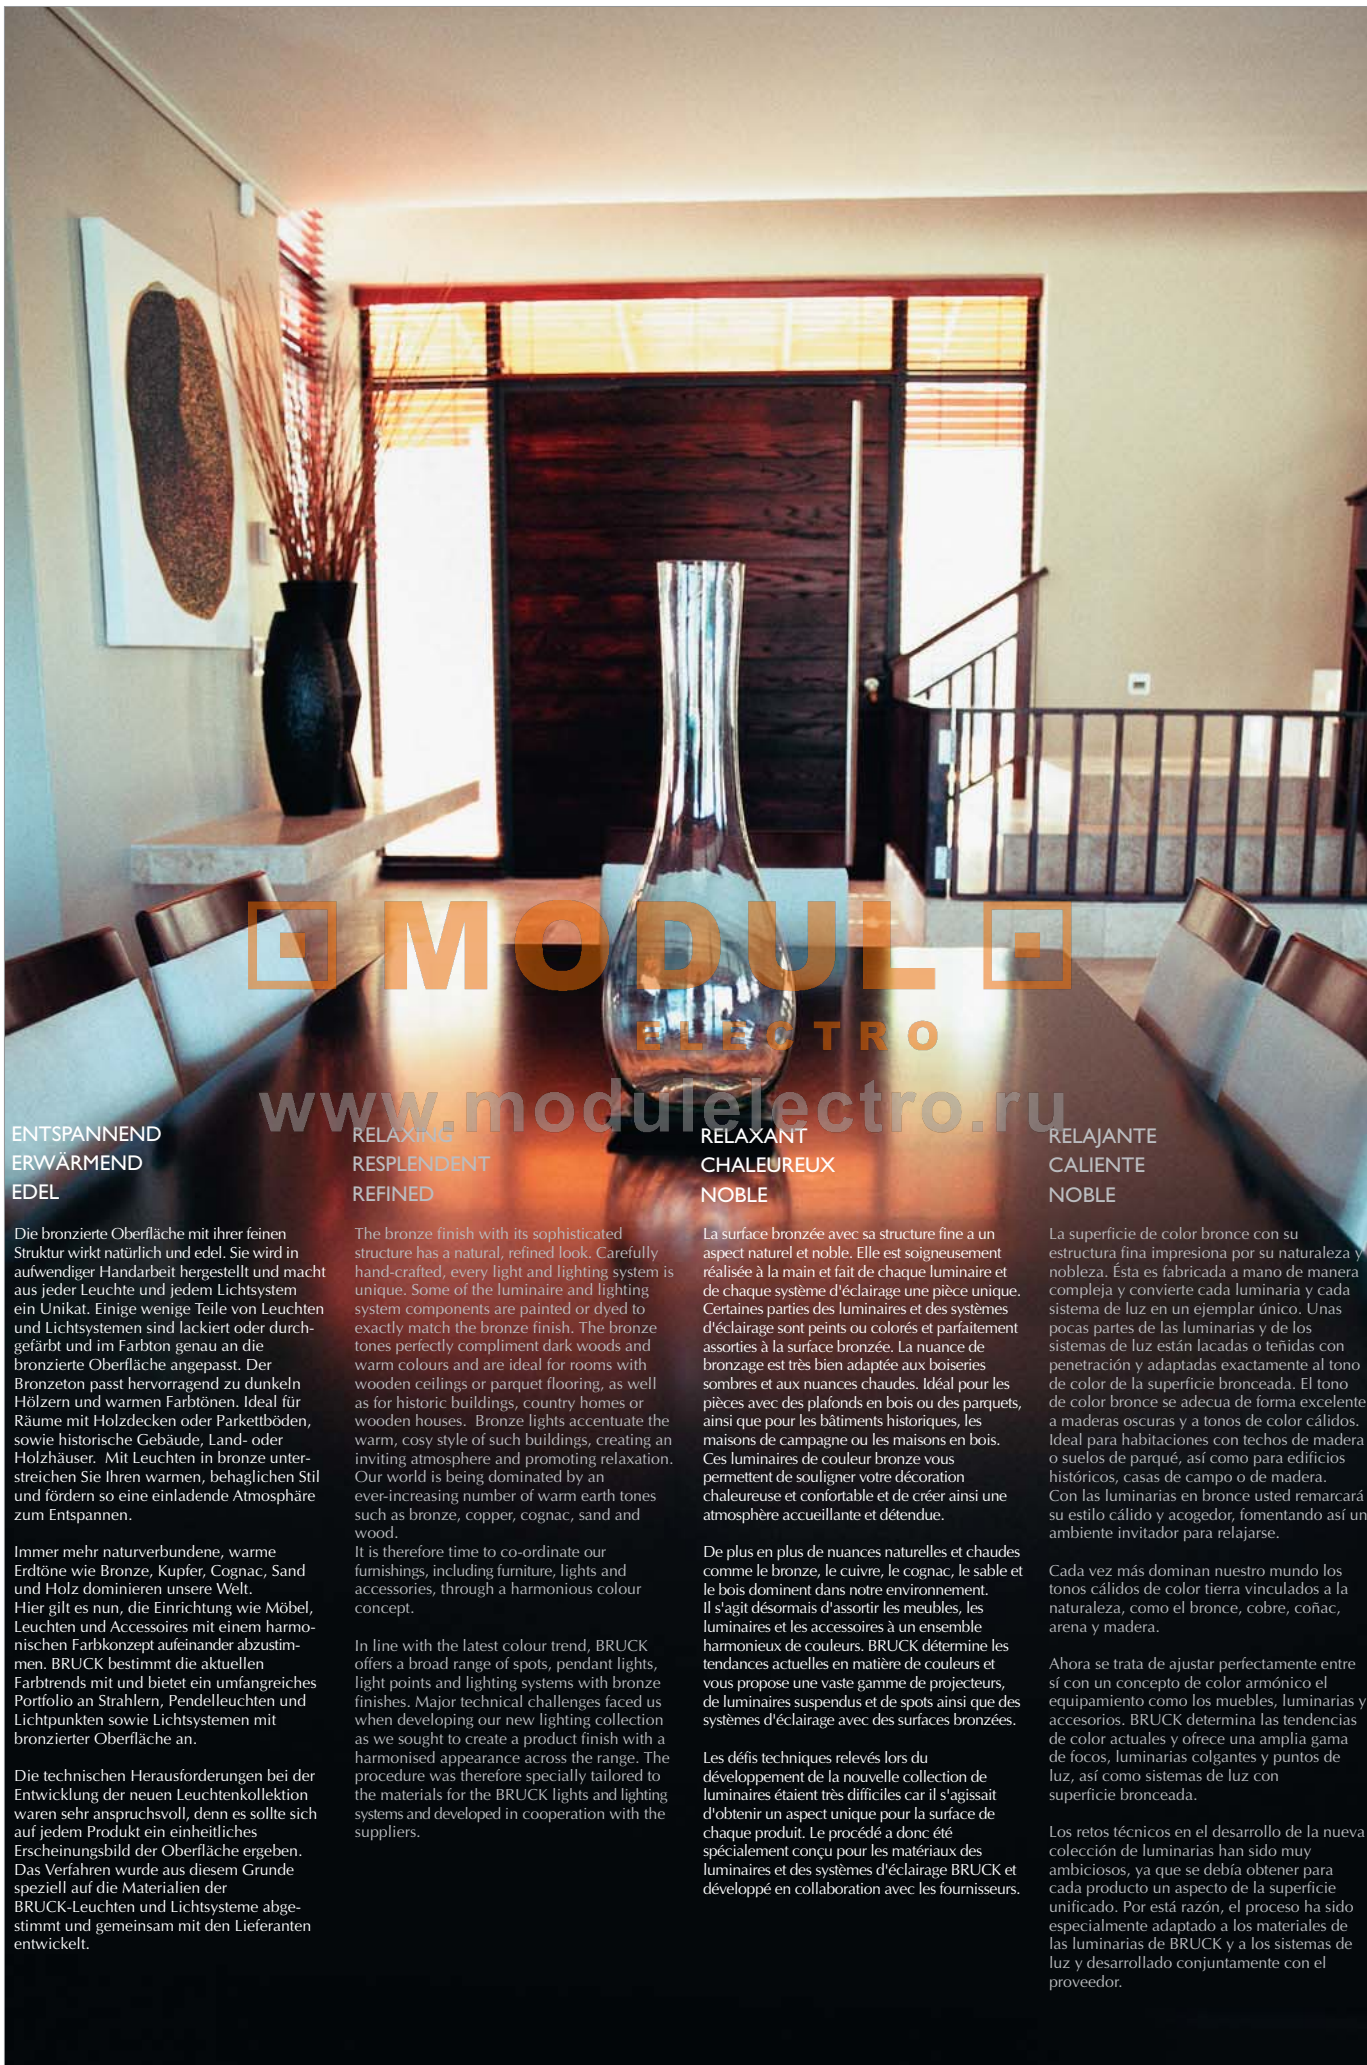 MODUL
ELECTRO
www.modulelectro.ru
ENTSPANNEND
ERWÄRMEND
EDEL
Die bronzierte Oberfläche mit ihrer feinen
Struktur wirkt natürlich und edel. Sie wird in
aufwendiger Handarbeit hergestellt und macht
aus jeder Leuchte und jedem Lichtsystem
ein Unikat. Einige wenige Teile von Leuchten
und Lichtsystemen sind lackiert oder durch-
gefärbt und im Farbton genau an die
bronzierte Oberfläche angepasst. Der
Bronzeton passt hervorragend zu dunkeln
Hölzern und warmen Farbtönen. Ideal für
Räume mit Holzdecken oder Parkettböden,
sowie historische Gebäude, Land- oder
Holzhäuser. Mit Leuchten in bronze unter-
streichen Sie Ihren warmen, behaglichen Stil
und fördern so eine einladende Atmosphäre
zum Entspannen.
Immer mehr naturverbundene, warme
Erdtöne wie Bronze, Kupfer, Cognac, Sand
und Holz dominieren unsere Welt.
Hier gilt es nun, die Einrichtung wie Möbel,
Leuchten und Accessoires mit einem harmo-
nischen Farbkonzept aufeinander abzustim-
men. BRUCK bestimmt die aktuellen
Farbtrends mit und bietet ein umfangreiches
Portfolio an Strahlern, Pendelleuchten und
Lichtpunkten sowie Lichtsystemen mit
bronzierter Oberfläche an.
Die technischen Herausforderungen bei der
Entwicklung der neuen Leuchtenkollektion
waren sehr anspruchsvoll, denn es sollte sich
auf jedem Produkt ein einheitliches
Erscheinungsbild der Oberfläche ergeben.
Das Verfahren wurde aus diesem Grunde
speziell auf die Materialien der
BRUCK-Leuchten und Lichtsysteme abge-
stimmt und gemeinsam mit den Lieferanten
entwickelt.
RELAXING
RESPLENDENT
REFINED
The bronze finish with its sophisticated
structure has a natural, refined look. Carefully
hand-crafted, every light and lighting system is
unique. Some of the luminaire and lighting
system components are painted or dyed to
exactly match the bronze finish. The bronze
tones perfectly compliment dark woods and
warm colours and are ideal for rooms with
wooden ceilings or parquet flooring, as well
as for historic buildings, country homes or
wooden houses. Bronze lights accentuate the
warm, cosy style of such buildings, creating an
inviting atmosphere and promoting relaxation.
Our world is being dominated by an
ever-increasing number of warm earth tones
such as bronze, copper, cognac, sand and
wood.
It is therefore time to co-ordinate our
furnishings, including furniture, lights and
accessories, through a harmonious colour
concept.
In line with the latest colour trend, BRUCK
offers a broad range of spots, pendant lights,
light points and lighting systems with bronze
finishes. Major technical challenges faced us
when developing our new lighting collection
as we sought to create a product finish with a
harmonised appearance across the range. The
procedure was therefore specially tailored to
the materials for the BRUCK lights and lighting
systems and developed in cooperation with the
suppliers.
RELAXANT
CHALEUREUX
NOBLE
La surface bronzée avec sa structure fine a un
aspect naturel et noble. Elle est soigneusement
réalisée à la main et fait de chaque luminaire et
de chaque système d'éclairage une pièce unique.
Certaines parties des luminaires et des systèmes
d'éclairage sont peints ou colorés et parfaitement
assorties à la surface bronzée. La nuance de
bronzage est très bien adaptée aux boiseries
sombres et aux nuances chaudes. Idéal pour les
pièces avec des plafonds en bois ou des parquets,
ainsi que pour les bâtiments historiques, les
maisons de campagne ou les maisons en bois.
Ces luminaires de couleur bronze vous
permettent de souligner votre décoration
chaleureuse et confortable et de créer ainsi une
atmosphère accueillante et détendue.
De plus en plus de nuances naturelles et chaudes
comme le bronze, le cuivre, le cognac, le sable et
le bois dominent dans notre environnement.
Il s'agit désormais d'assortir les meubles, les
luminaires et les accessoires à un ensemble
harmonieux de couleurs. BRUCK détermine les
tendances actuelles en matière de couleurs et
vous propose une vaste gamme de projecteurs,
de luminaires suspendus et de spots ainsi que des
systèmes d'éclairage avec des surfaces bronzées.
Les défis techniques relevés lors du
développement de la nouvelle collection de
luminaires étaient très difficiles car il s'agissait
d'obtenir un aspect unique pour la surface de
chaque produit. Le procédé a donc été
spécialement conçu pour les matériaux des
luminaires et des systèmes d'éclairage BRUCK et
développé en collaboration avec les fournisseurs.
RELAJANTE
CALIENTE
NOBLE
La superficie de color bronce con su
estructura fina impresiona por su naturaleza y
nobleza. Ésta es fabricada a mano de manera
compleja y convierte cada luminaria y cada
sistema de luz en un ejemplar único. Unas
pocas partes de las luminarias y de los
sistemas de luz están lacadas o teñidas con
penetración y adaptadas exactamente al tono
de color de la superficie bronceada. El tono
de color bronce se adecua de forma excelente
a maderas oscuras y a tonos de color cálidos.
Ideal para habitaciones con techos de madera
o suelos de parqué, así como para edificios
históricos, casas de campo o de madera.
Con las luminarias en bronce usted remarcará
su estilo cálido y acogedor, fomentando así un
ambiente invitador para relajarse.
Cada vez más dominan nuestro mundo los
tonos cálidos de color tierra vinculados a la
naturaleza, como el bronce, cobre, coñac,
arena y madera.
Ahora se trata de ajustar perfectamente entre
sí con un concepto de color armónico el
equipamiento como los muebles, luminarias y
accesorios. BRUCK determina las tendencias
de color actuales y ofrece una amplia gama
de focos, luminarias colgantes y puntos de
luz, así como sistemas de luz con
superficie bronceada.
Los retos técnicos en el desarrollo de la nueva
colección de luminarias han sido muy
ambiciosos, ya que se debía obtener para
cada producto un aspecto de la superficie
unificado. Por está razón, el proceso ha sido
especialmente adaptado a los materiales de
las luminarias de BRUCK y a los sistemas de
luz y desarrollado conjuntamente con el
proveedor.